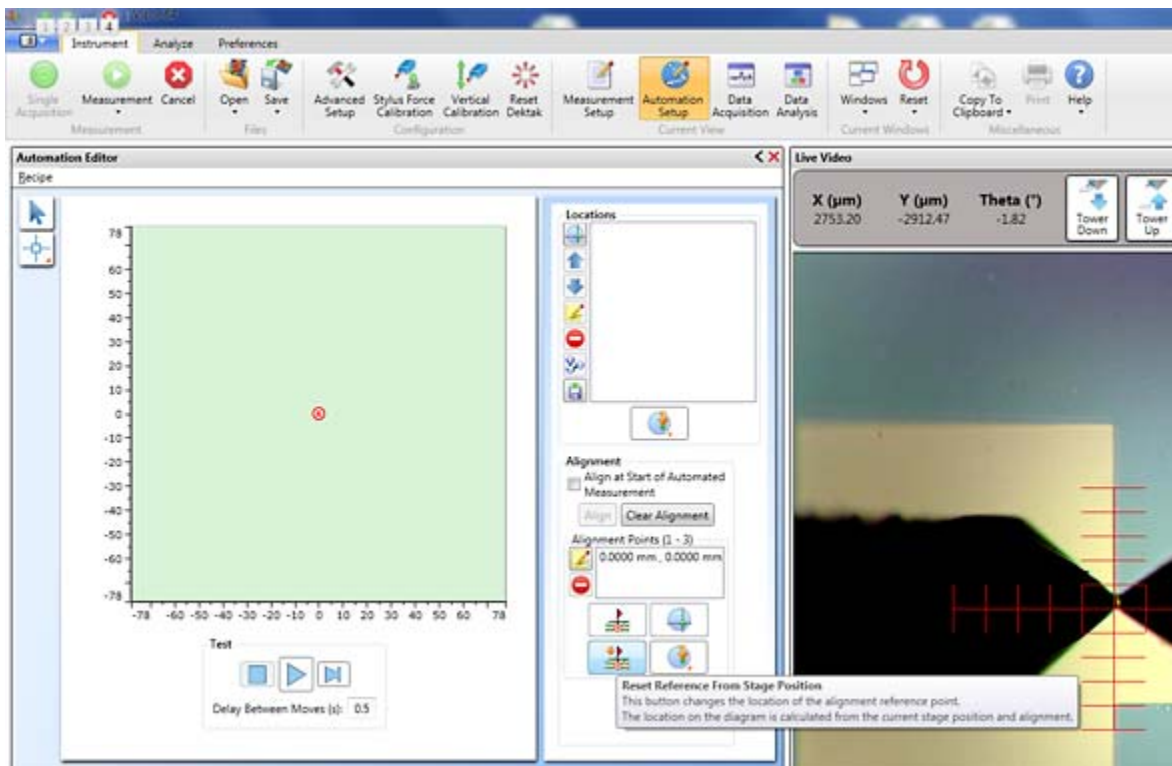 1 2 3 4
Instrument Analyze Preferences
Single Acquisition
Measurement
Cancel
Open
Save
Advanced Setup
Stylus Force Calibration
Vertical Calibration
Reset Dektak
Measurement Setup
Automation Setup
Data Acquisition
Data Analysis
Windows
Reset
Copy To Clipboard
Print
Help
Measurement Files Configuration Current View Current Windows Miscellaneous
Automation Editor
Recipe
78
60
50
40
30
20
10
0
-10
-20
-30
-40
-50
-60
-78
-78 -60 -50 -40 -30 -20 -10 0 10 20 30 40 50 60 78
Test
Delay Between Moves (s): 0.5
Locations
Alignment
Align at Start of Automated
Measurement
Align Clear Alignment
Alignment Points (1 - 3)
0.0000 mm , 0.0000 mm
Reset Reference From Stage Position
This button changes the location of the alignment reference point.
The location on the diagram is calculated from the current stage position and alignment.
Live Video
X (µm) Y (µm) Theta (°)
2753.20 -2912.47 -1.82
Tower Down
Tower Up